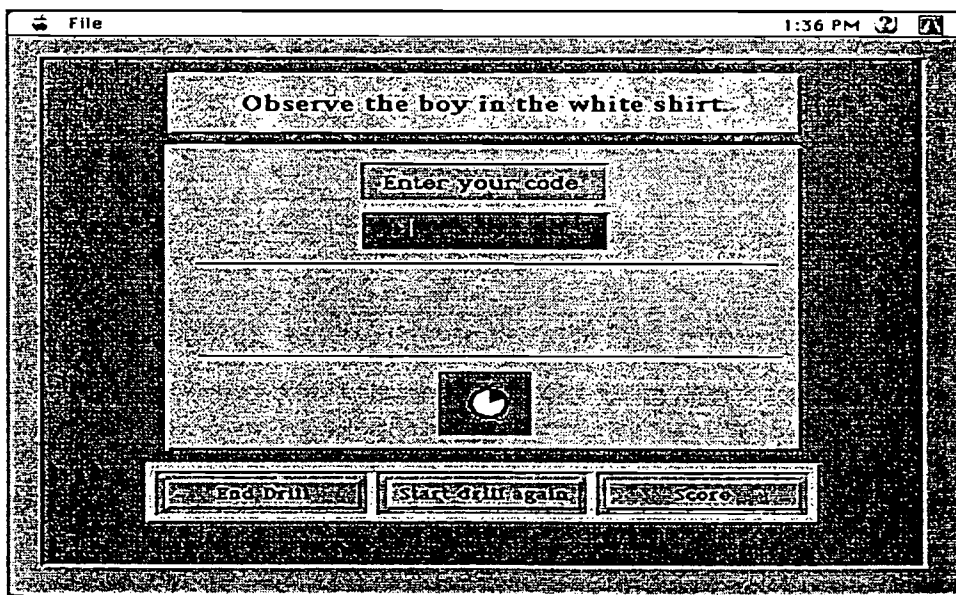 File 1:36 PM
Observe the boy in the white shirt.
Enter your code
End Drill Start drill again Score